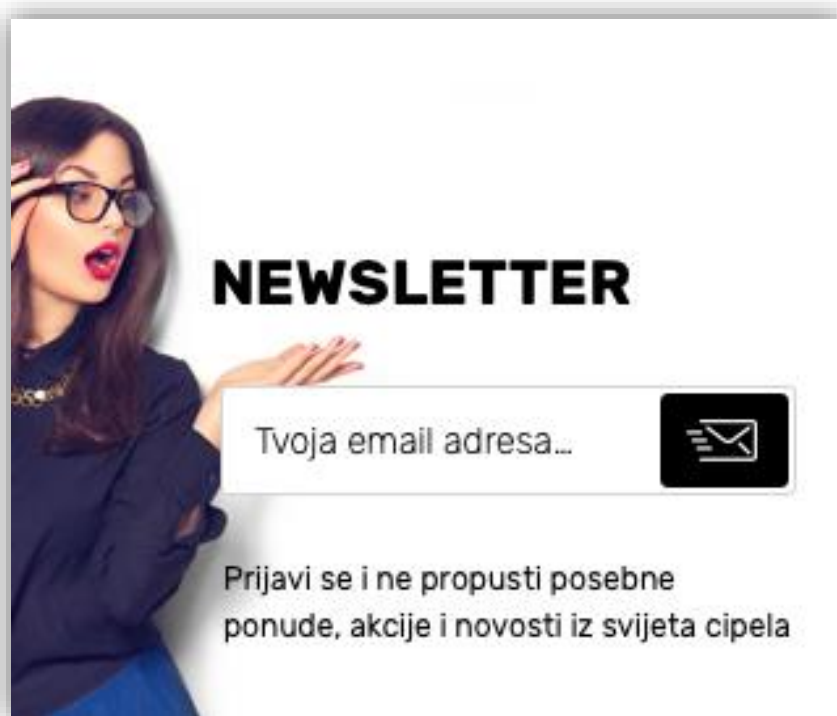 NEWSLETTER
Tvoja email adresa...
Prijavi se i ne propusti posebne
ponude, akcije i novosti iz svijeta cipela